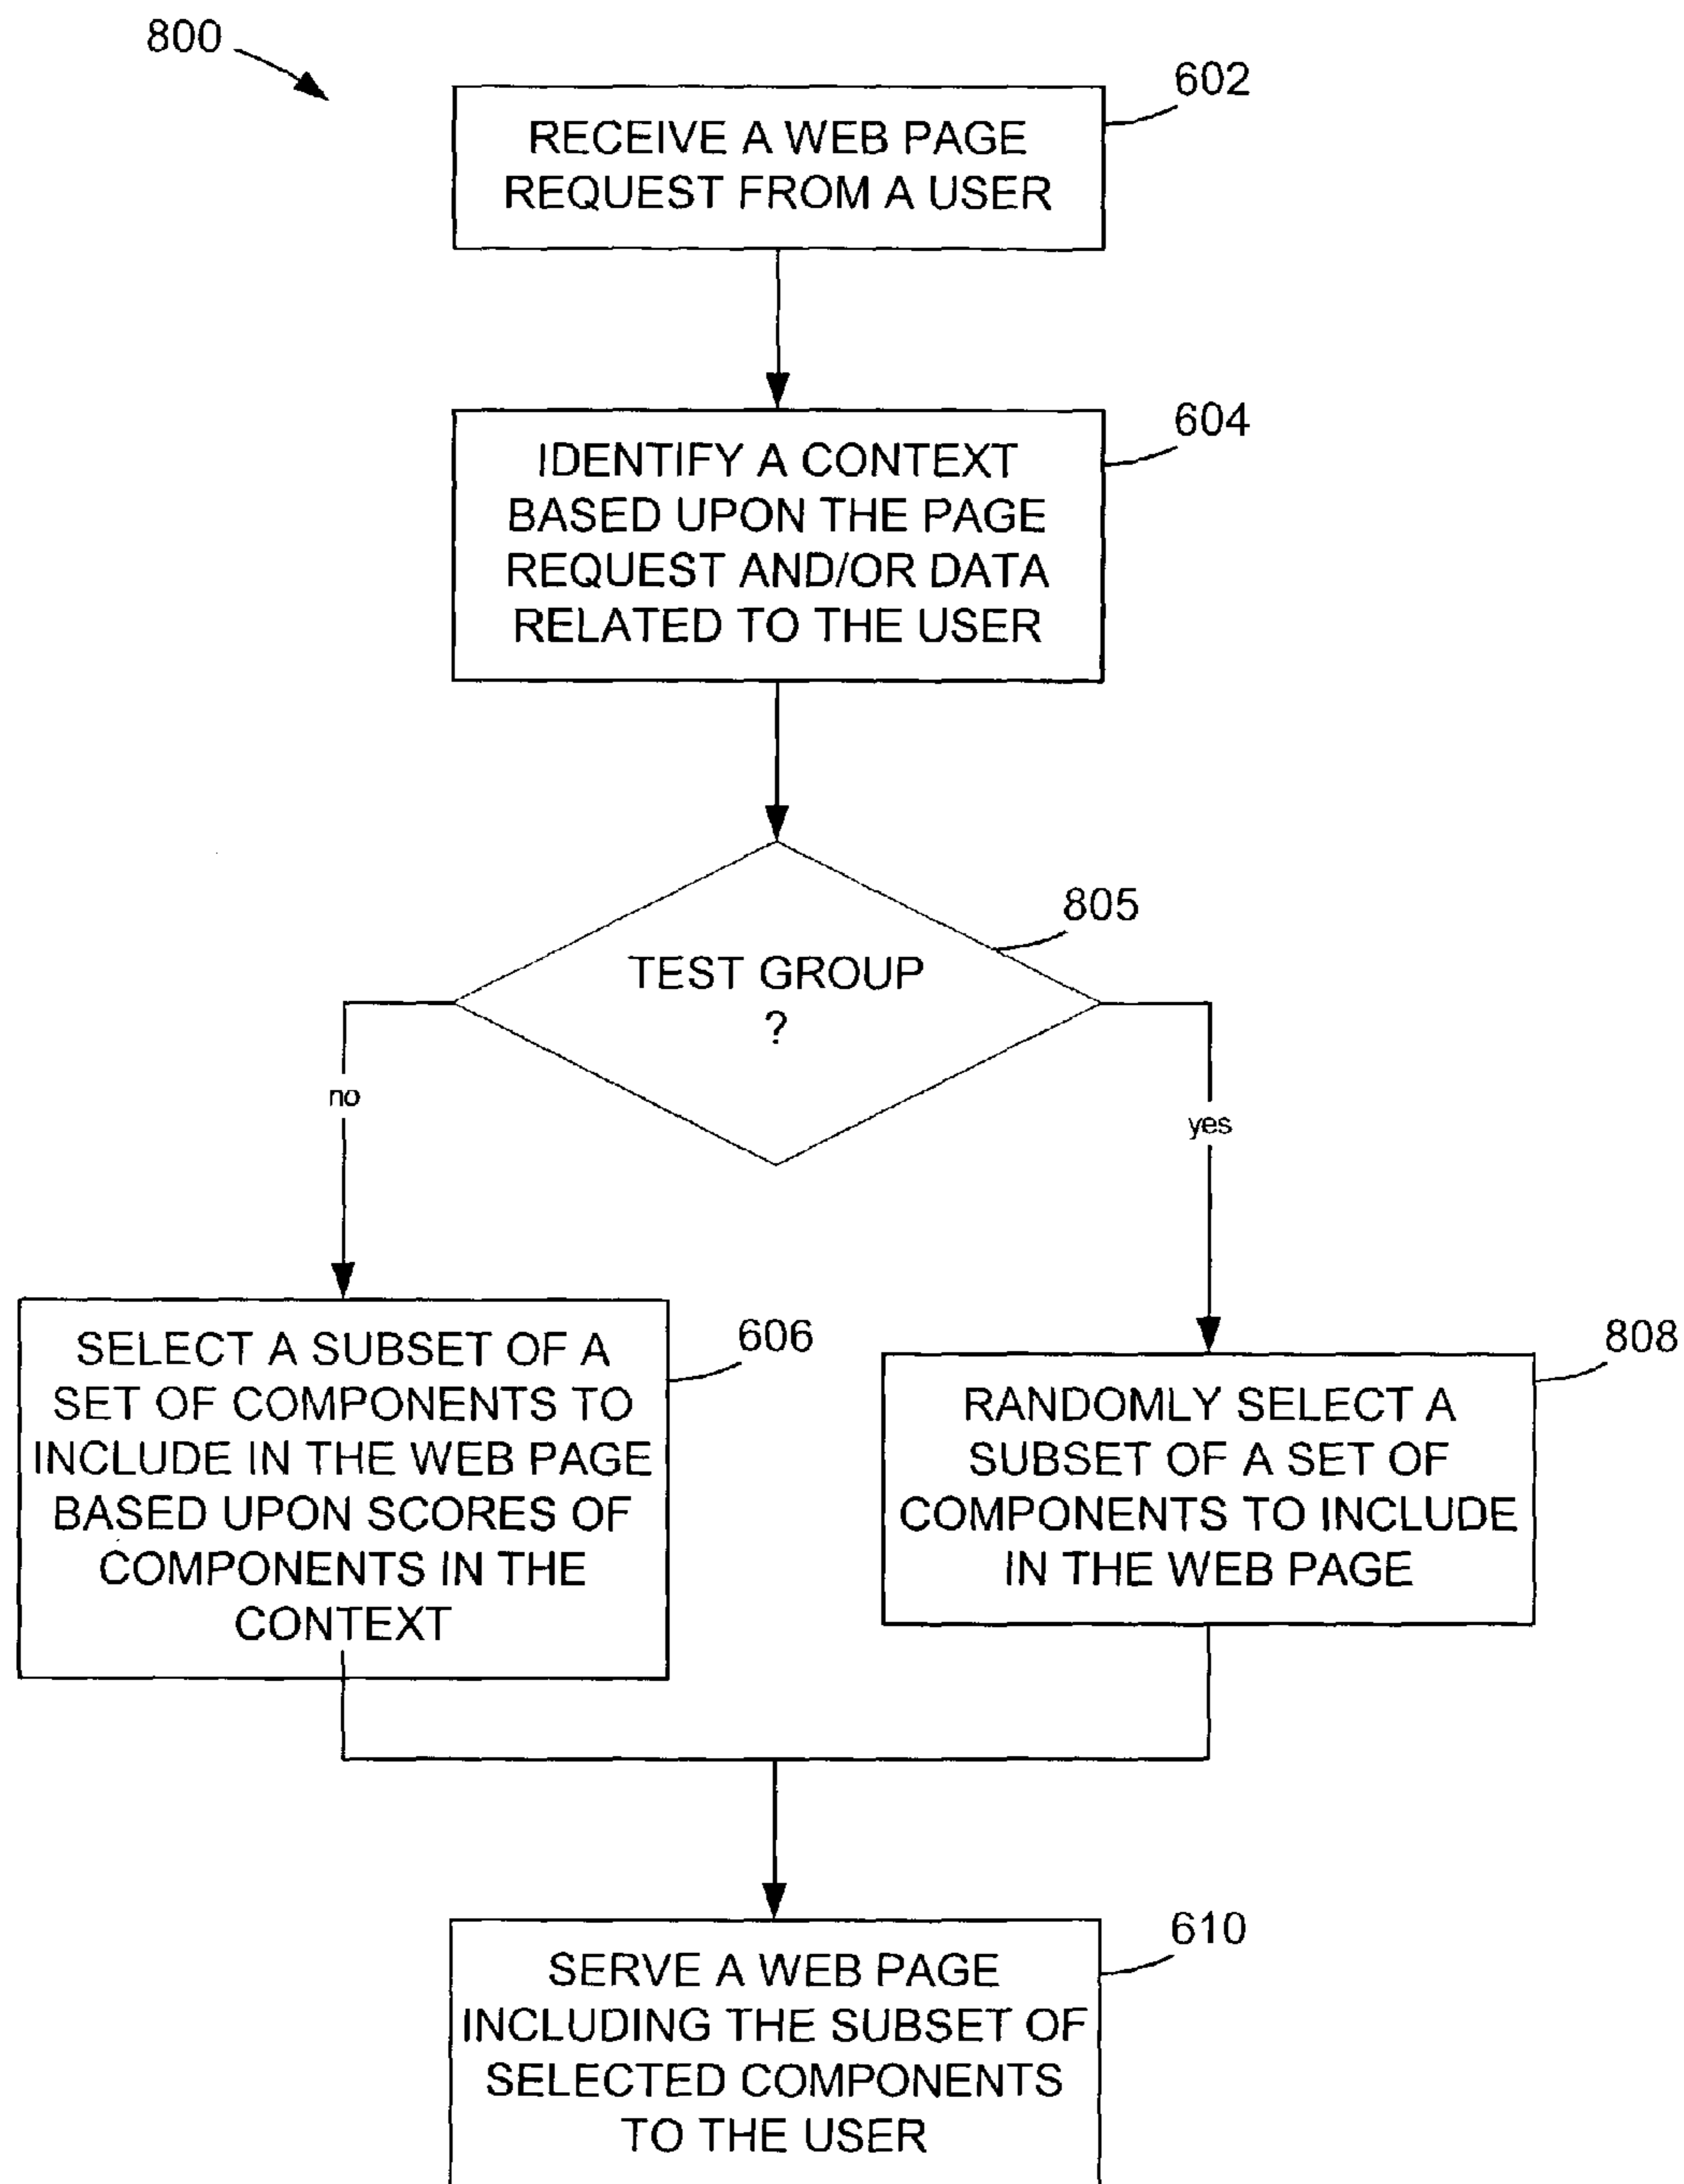 800
602
RECEIVE A WEB PAGE
REQUEST FROM A USER
604
IDENTIFY A CONTEXT
BASED UPON THE PAGE
REQUEST AND/OR DATA
RELATED TO THE USER
805
TEST GROUP
?
no
yes
606
SELECT A SUBSET OF A
SET OF COMPONENTS TO
INCLUDE IN THE WEB PAGE
BASED UPON SCORES OF
COMPONENTS IN THE
CONTEXT
808
RANDOMLY SELECT A
SUBSET OF A SET OF
COMPONENTS TO INCLUDE
IN THE WEB PAGE
610
SERVE A WEB PAGE
INCLUDING THE SUBSET OF
SELECTED COMPONENTS
TO THE USER